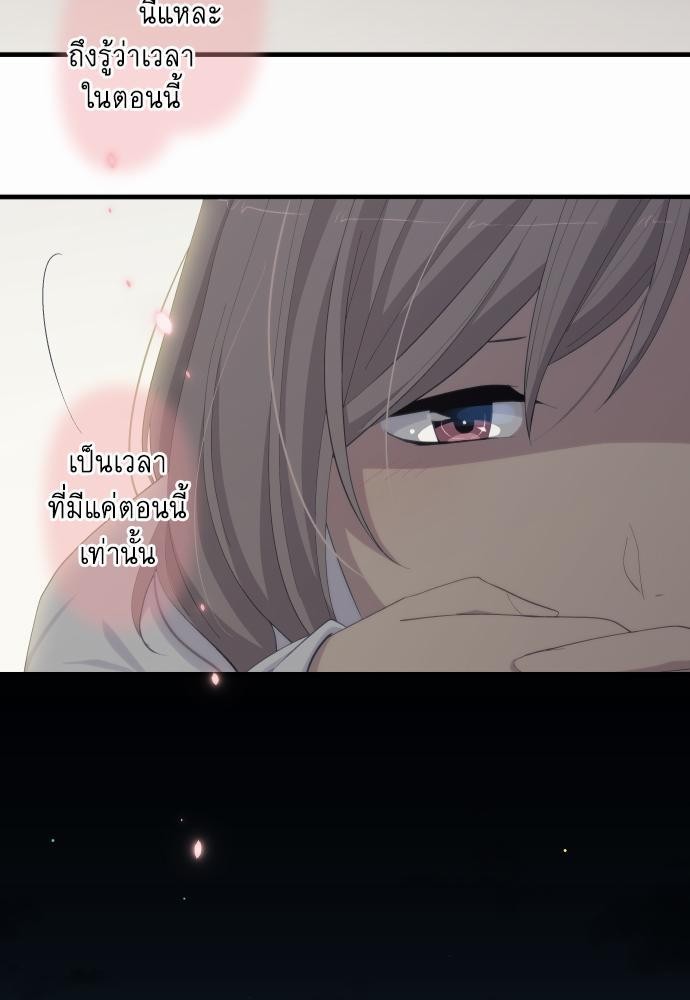 นี่แหละ
ถึงรู้ว่าเวลา
ในตอนนี้
เป็นเวลา
ที่มีแค่ตอนนี้
เท่านั้น